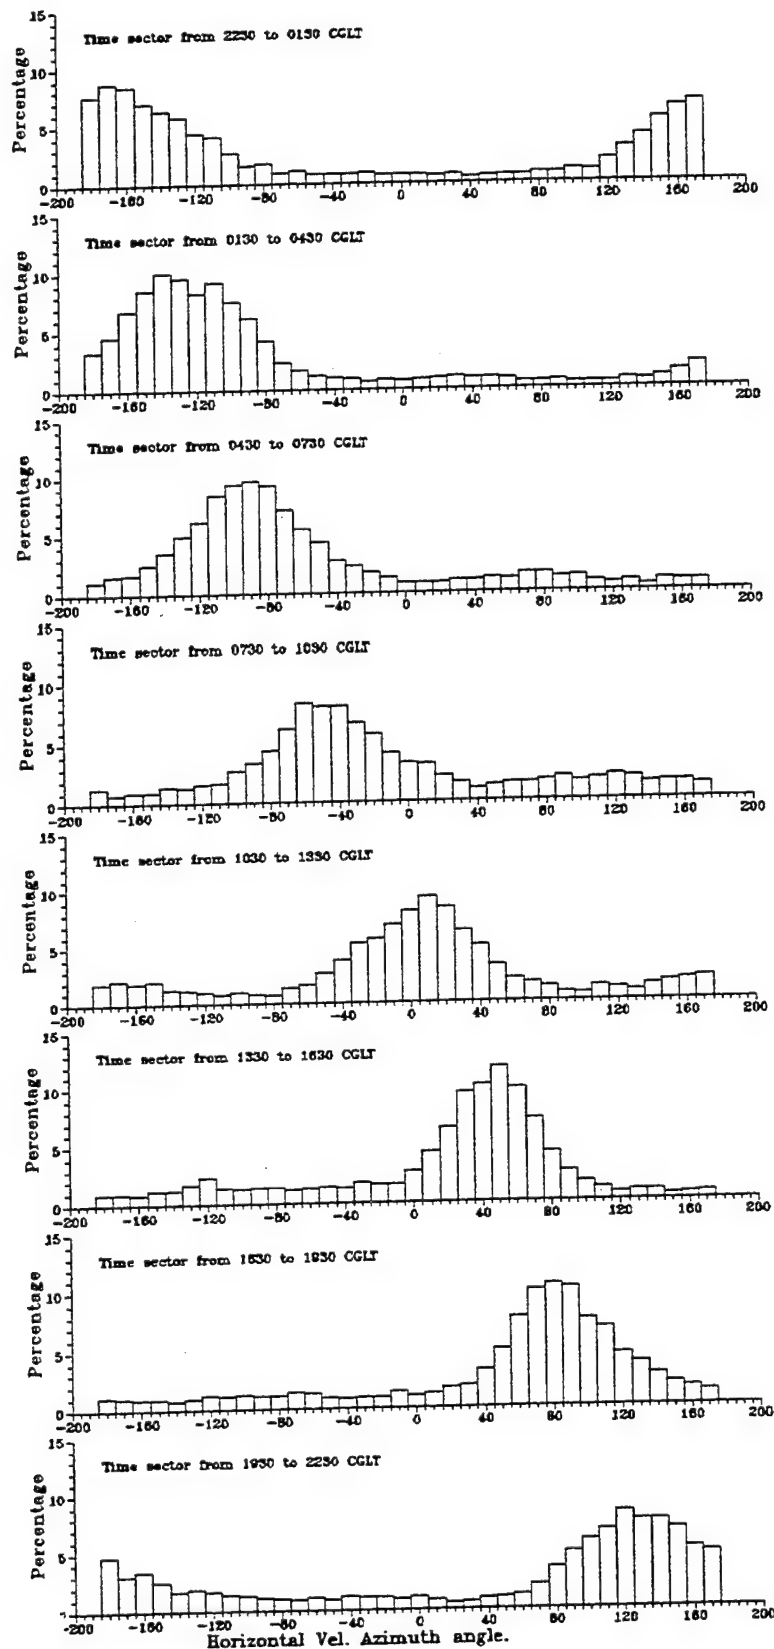 15
Time sector from 2230 to 0130 CGLT
Percentage
10
5
0
-200 -160 -120 -80 -40 0 40 80 120 160 200
15
Time sector from 0130 to 0430 CGLT
Percentage
10
5
0
-200 -160 -120 -80 -40 0 40 80 120 160 200
15
Time sector from 0430 to 0730 CGLT
Percentage
10
5
0
-200 -160 -120 -80 -40 0 40 80 120 160 200
15
Time sector from 0730 to 1030 CGLT
Percentage
10
5
0
-200 -160 -120 -80 -40 0 40 80 120 160 200
15
Time sector from 1030 to 1330 CGLT
Percentage
10
5
0
-200 -160 -120 -80 -40 0 40 80 120 160 200
15
Time sector from 1330 to 1630 CGLT
Percentage
10
5
0
-200 -160 -120 -80 -40 0 40 80 120 160 200
15
Time sector from 1630 to 1930 CGLT
Percentage
10
5
0
-200 -160 -120 -80 -40 0 40 80 120 160 200
15
Time sector from 1930 to 2230 CGLT
Percentage
10
5
-200 -160 -120 -80 -40 0 40 80 120 160 200
Horizontal Vel. Azimuth angle.